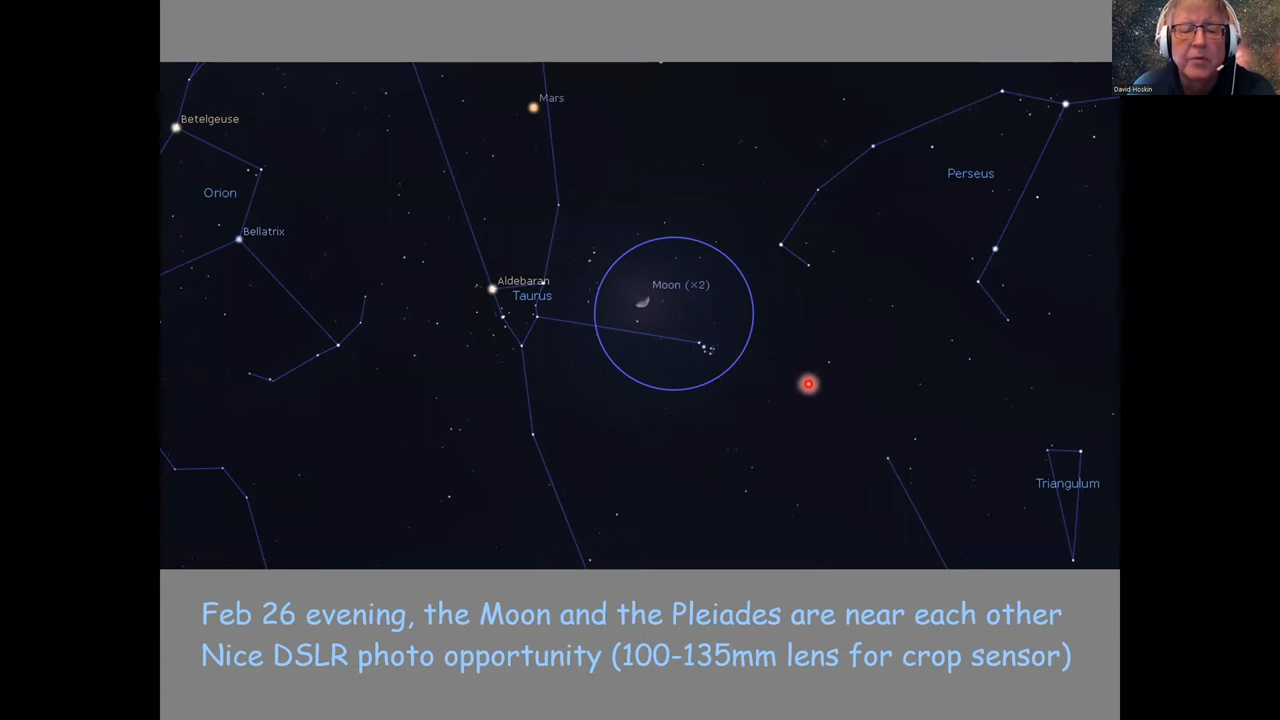 David Hoskin
Mars
Betelgeuse
Perseus
Orion
Bellatrix
Aldebaran
Moon (×2)
Taurus
Triangulum
Feb 26 evening, the Moon and the Pleiades are near each other
Nice DSLR photo opportunity (100-135mm lens for crop sensor)